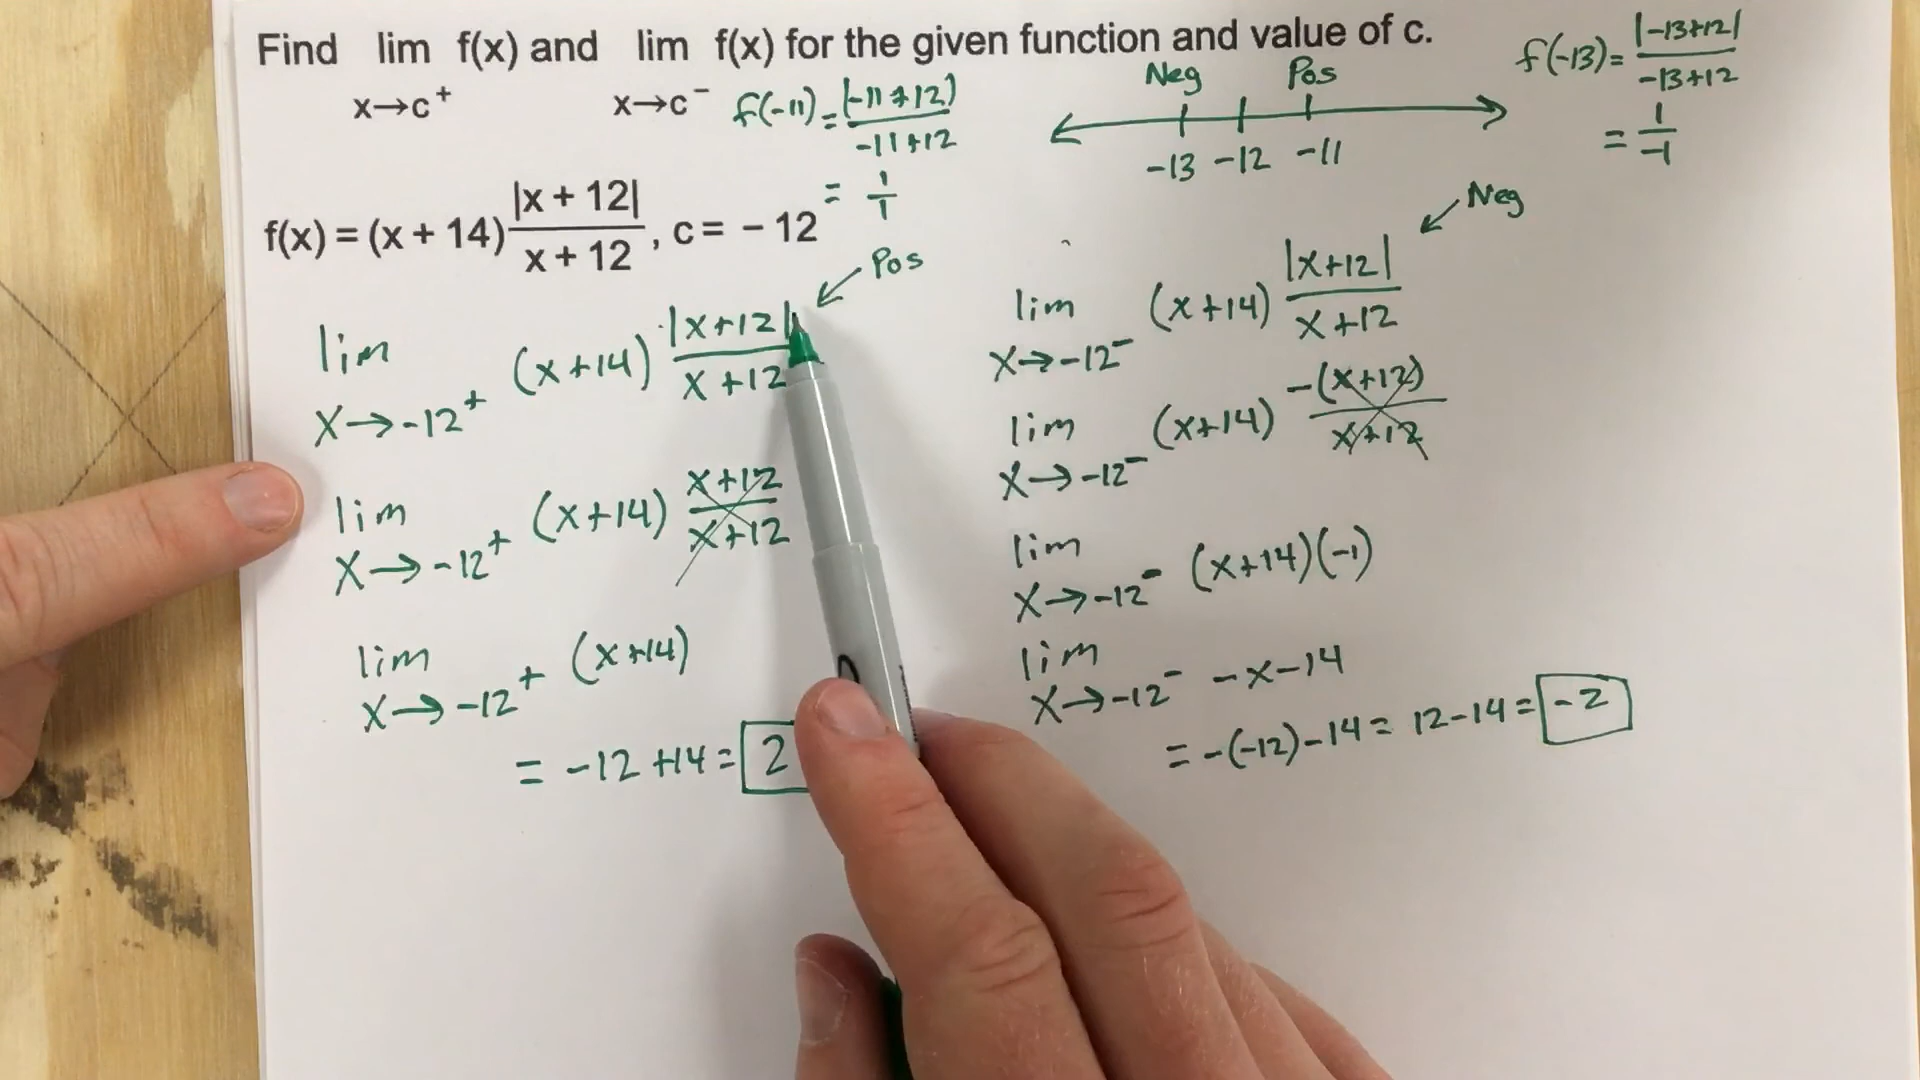 Find lim f(x) and lim f(x) for the given function and value of c.
x→c⁺ x→c⁻
f(x) = (x + 14) |x + 12| / x + 12 , c = − 12
f(-11) = |-11+12| / -11+12
= 1/1
Neg Pos
-13 -12 -11
f(-13) = |-13+12| / -13+12
= 1/-1
Pos
lim (x+14) |x+12| / x+12
x→-12⁺
lim (x+14) x+12 / x+12
x→-12⁺
lim (x+14)
x→-12⁺
= -12+14 = 2
Neg
lim (x+14) |x+12| / x+12
x→-12⁻
lim (x+14) -(x+12) / x+12
x→-12⁻
lim (x+14)(-1)
x→-12⁻
lim -x-14
x→-12⁻
= -(-12)-14 = 12-14 = -2